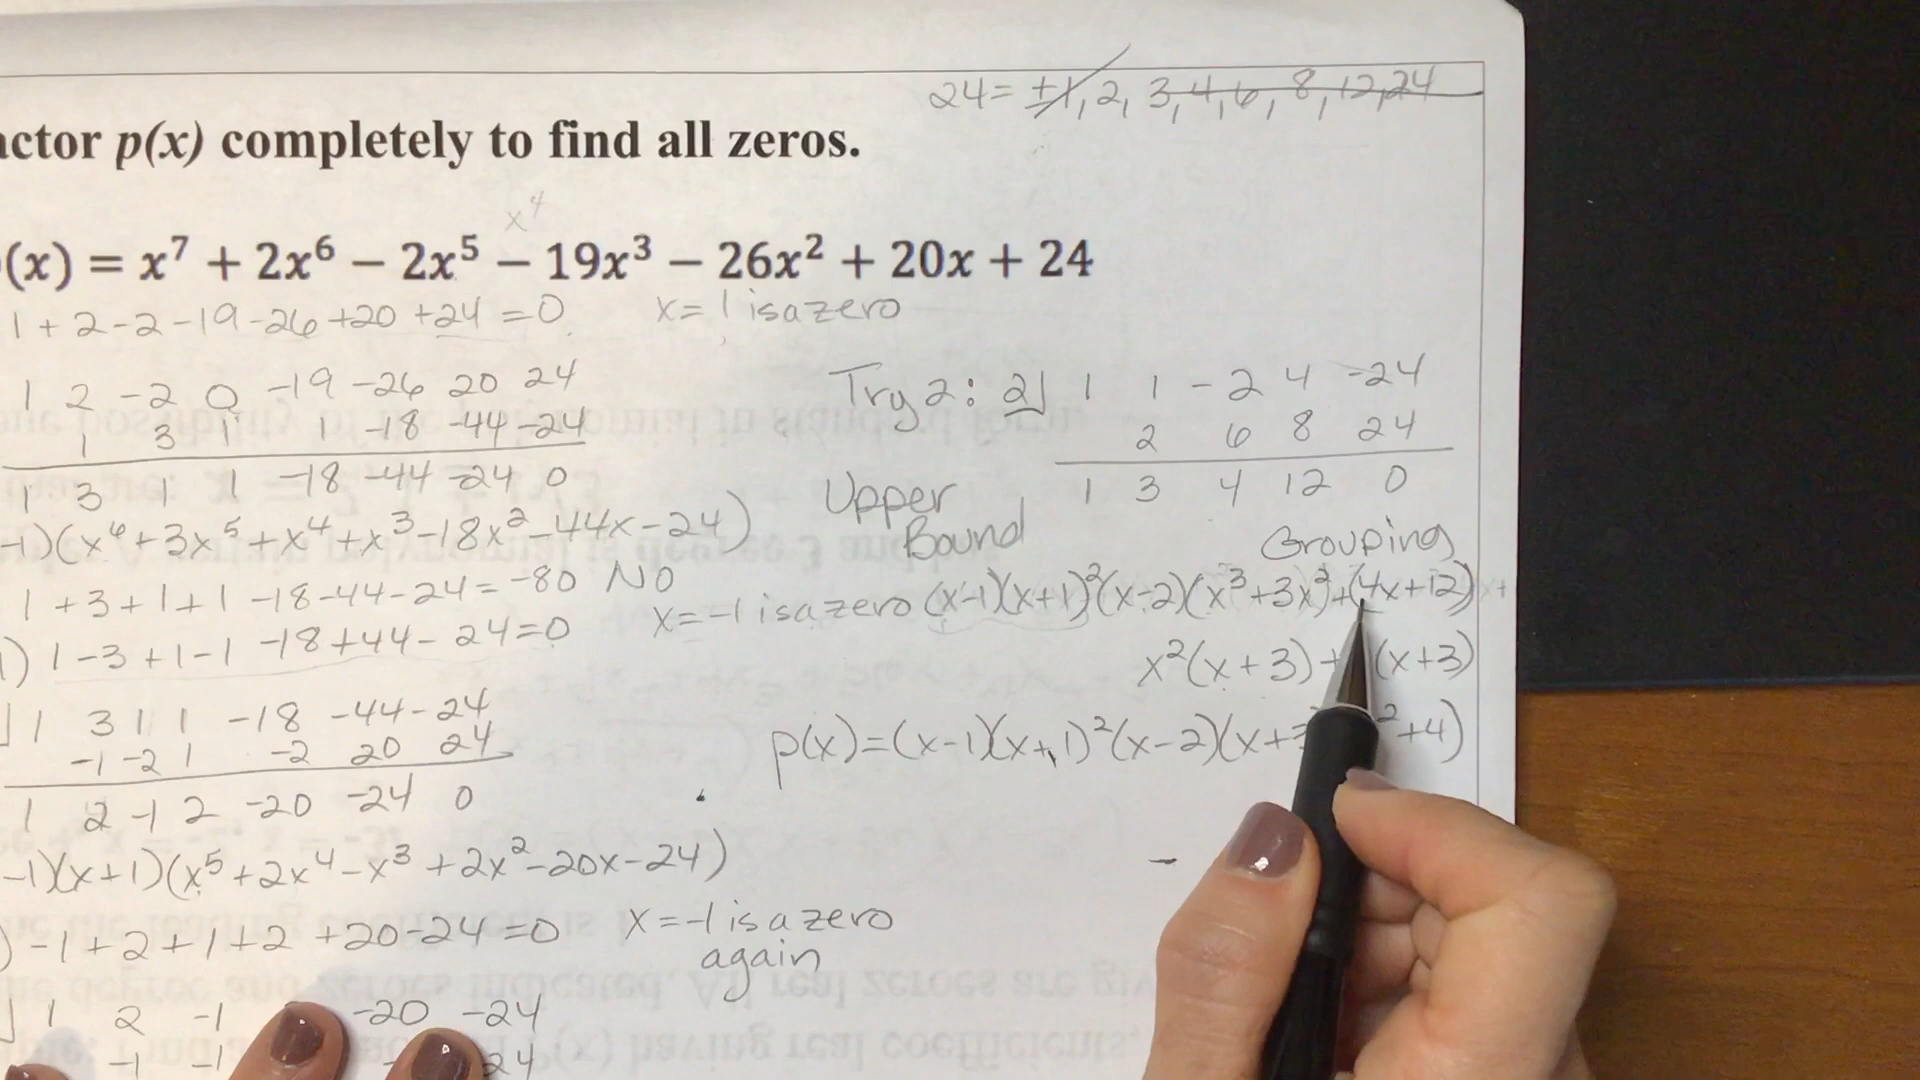 24= ±1, 2, 3, 4, 6, 8, 12, 24
actor p(x) completely to find all zeros.
x⁴
(x) = x⁷ + 2x⁶ − 2x⁵ − 19x³ − 26x² + 20x + 24
1+2-2-19-26+20+24=0 x=1 is a zero
1 2 -2 0 -19 -26 20 24
1 3 1 1 -18 -44 -24
1 3 1 1 -18 -44 -24 0
-1)(x⁶+3x⁵+x⁴+x³-18x²-44x-24)
1+3+1+1-18-44-24=-80 NO
1) 1-3+1-1-18+44-24=0 x=-1 is a zero
1 3 1 1 -18 -44 -24
-1 -2 1 -2 20 24
1 2 -1 2 -20 -24 0
-1)(x+1)(x⁵+2x⁴-x³+2x²-20x-24)
) -1+2+1+2+20-24=0 x=-1 is a zero again
1 2 -1 -20 -24
-1 -1 24
Try 2: 2⌋ 1 1 -2 4 -24
2 6 8 24
1 3 4 12 0
Upper Bound
Grouping
(x-1)(x+1)²(x-2)(x³+3x²)+(4x+12)
x²(x+3)+ (x+3)
p(x)=(x-1)(x+1)²(x-2)(x+3 ²+4)